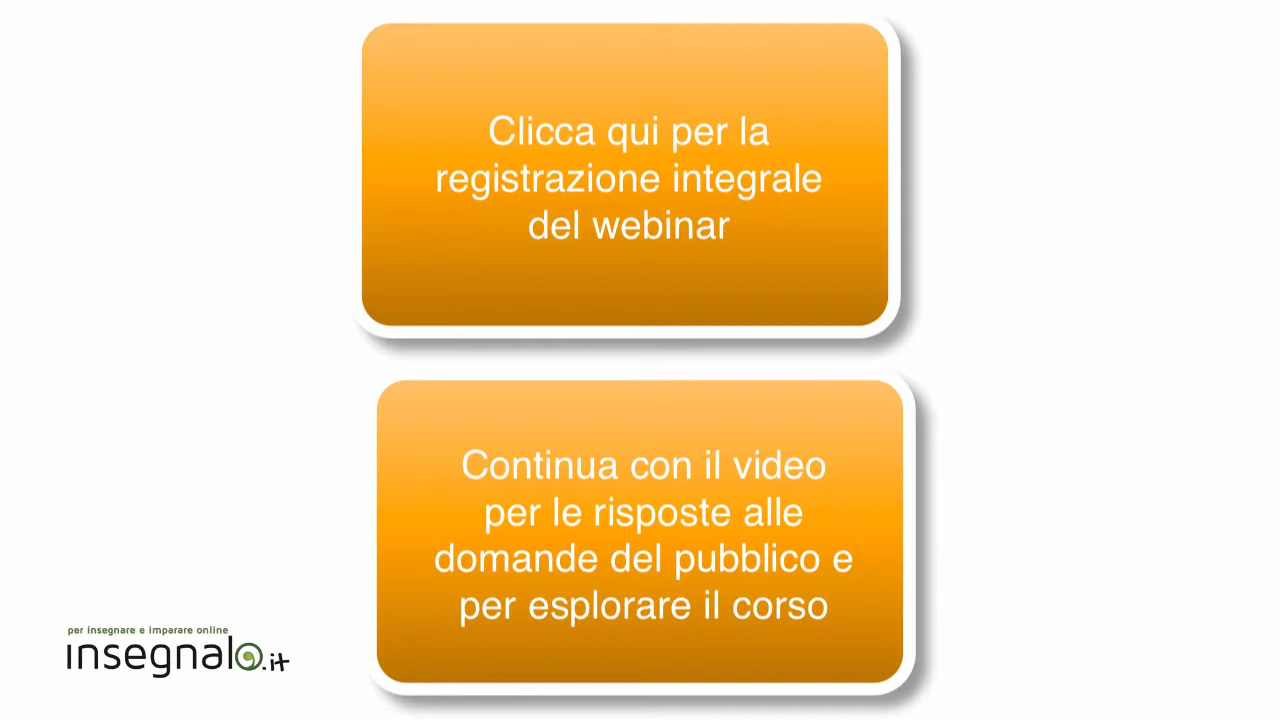 Clicca qui per la
registrazione integrale
del webinar
Continua con il video
per le risposte alle
domande del pubblico e
per esplorare il corso
per insegnare e imparare online
insegnalo.it